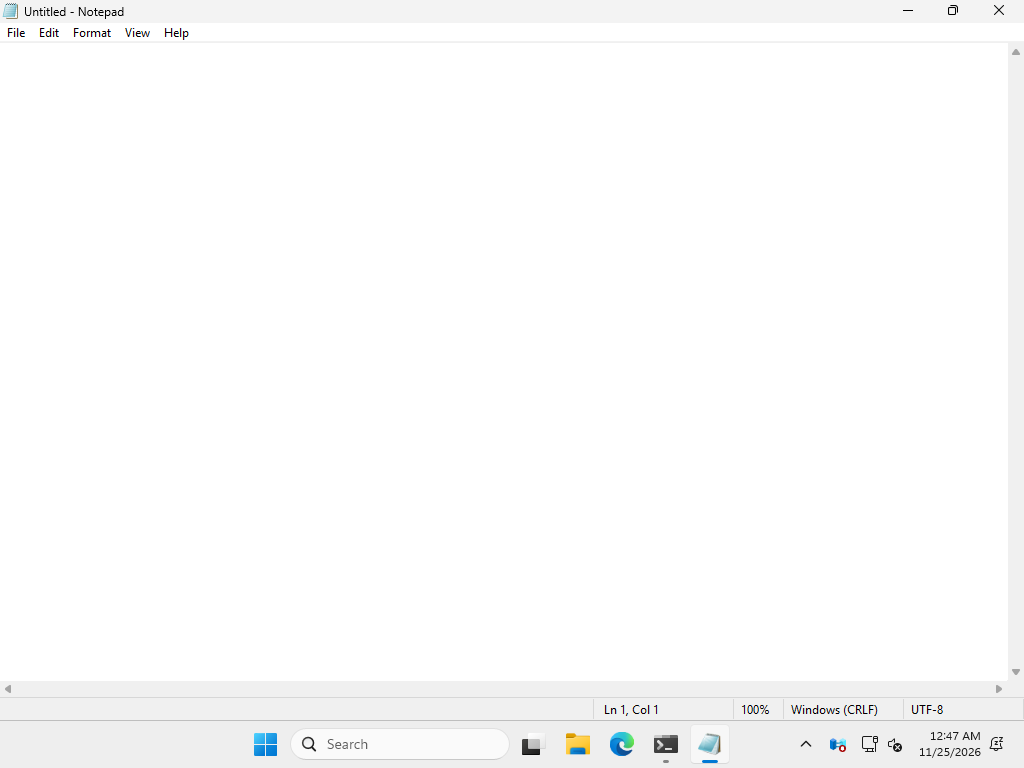 Untitled - Notepad
File Edit Format View Help
Ln 1, Col 1 100% Windows (CRLF) UTF-8
Search
12:47 AM
11/25/2026